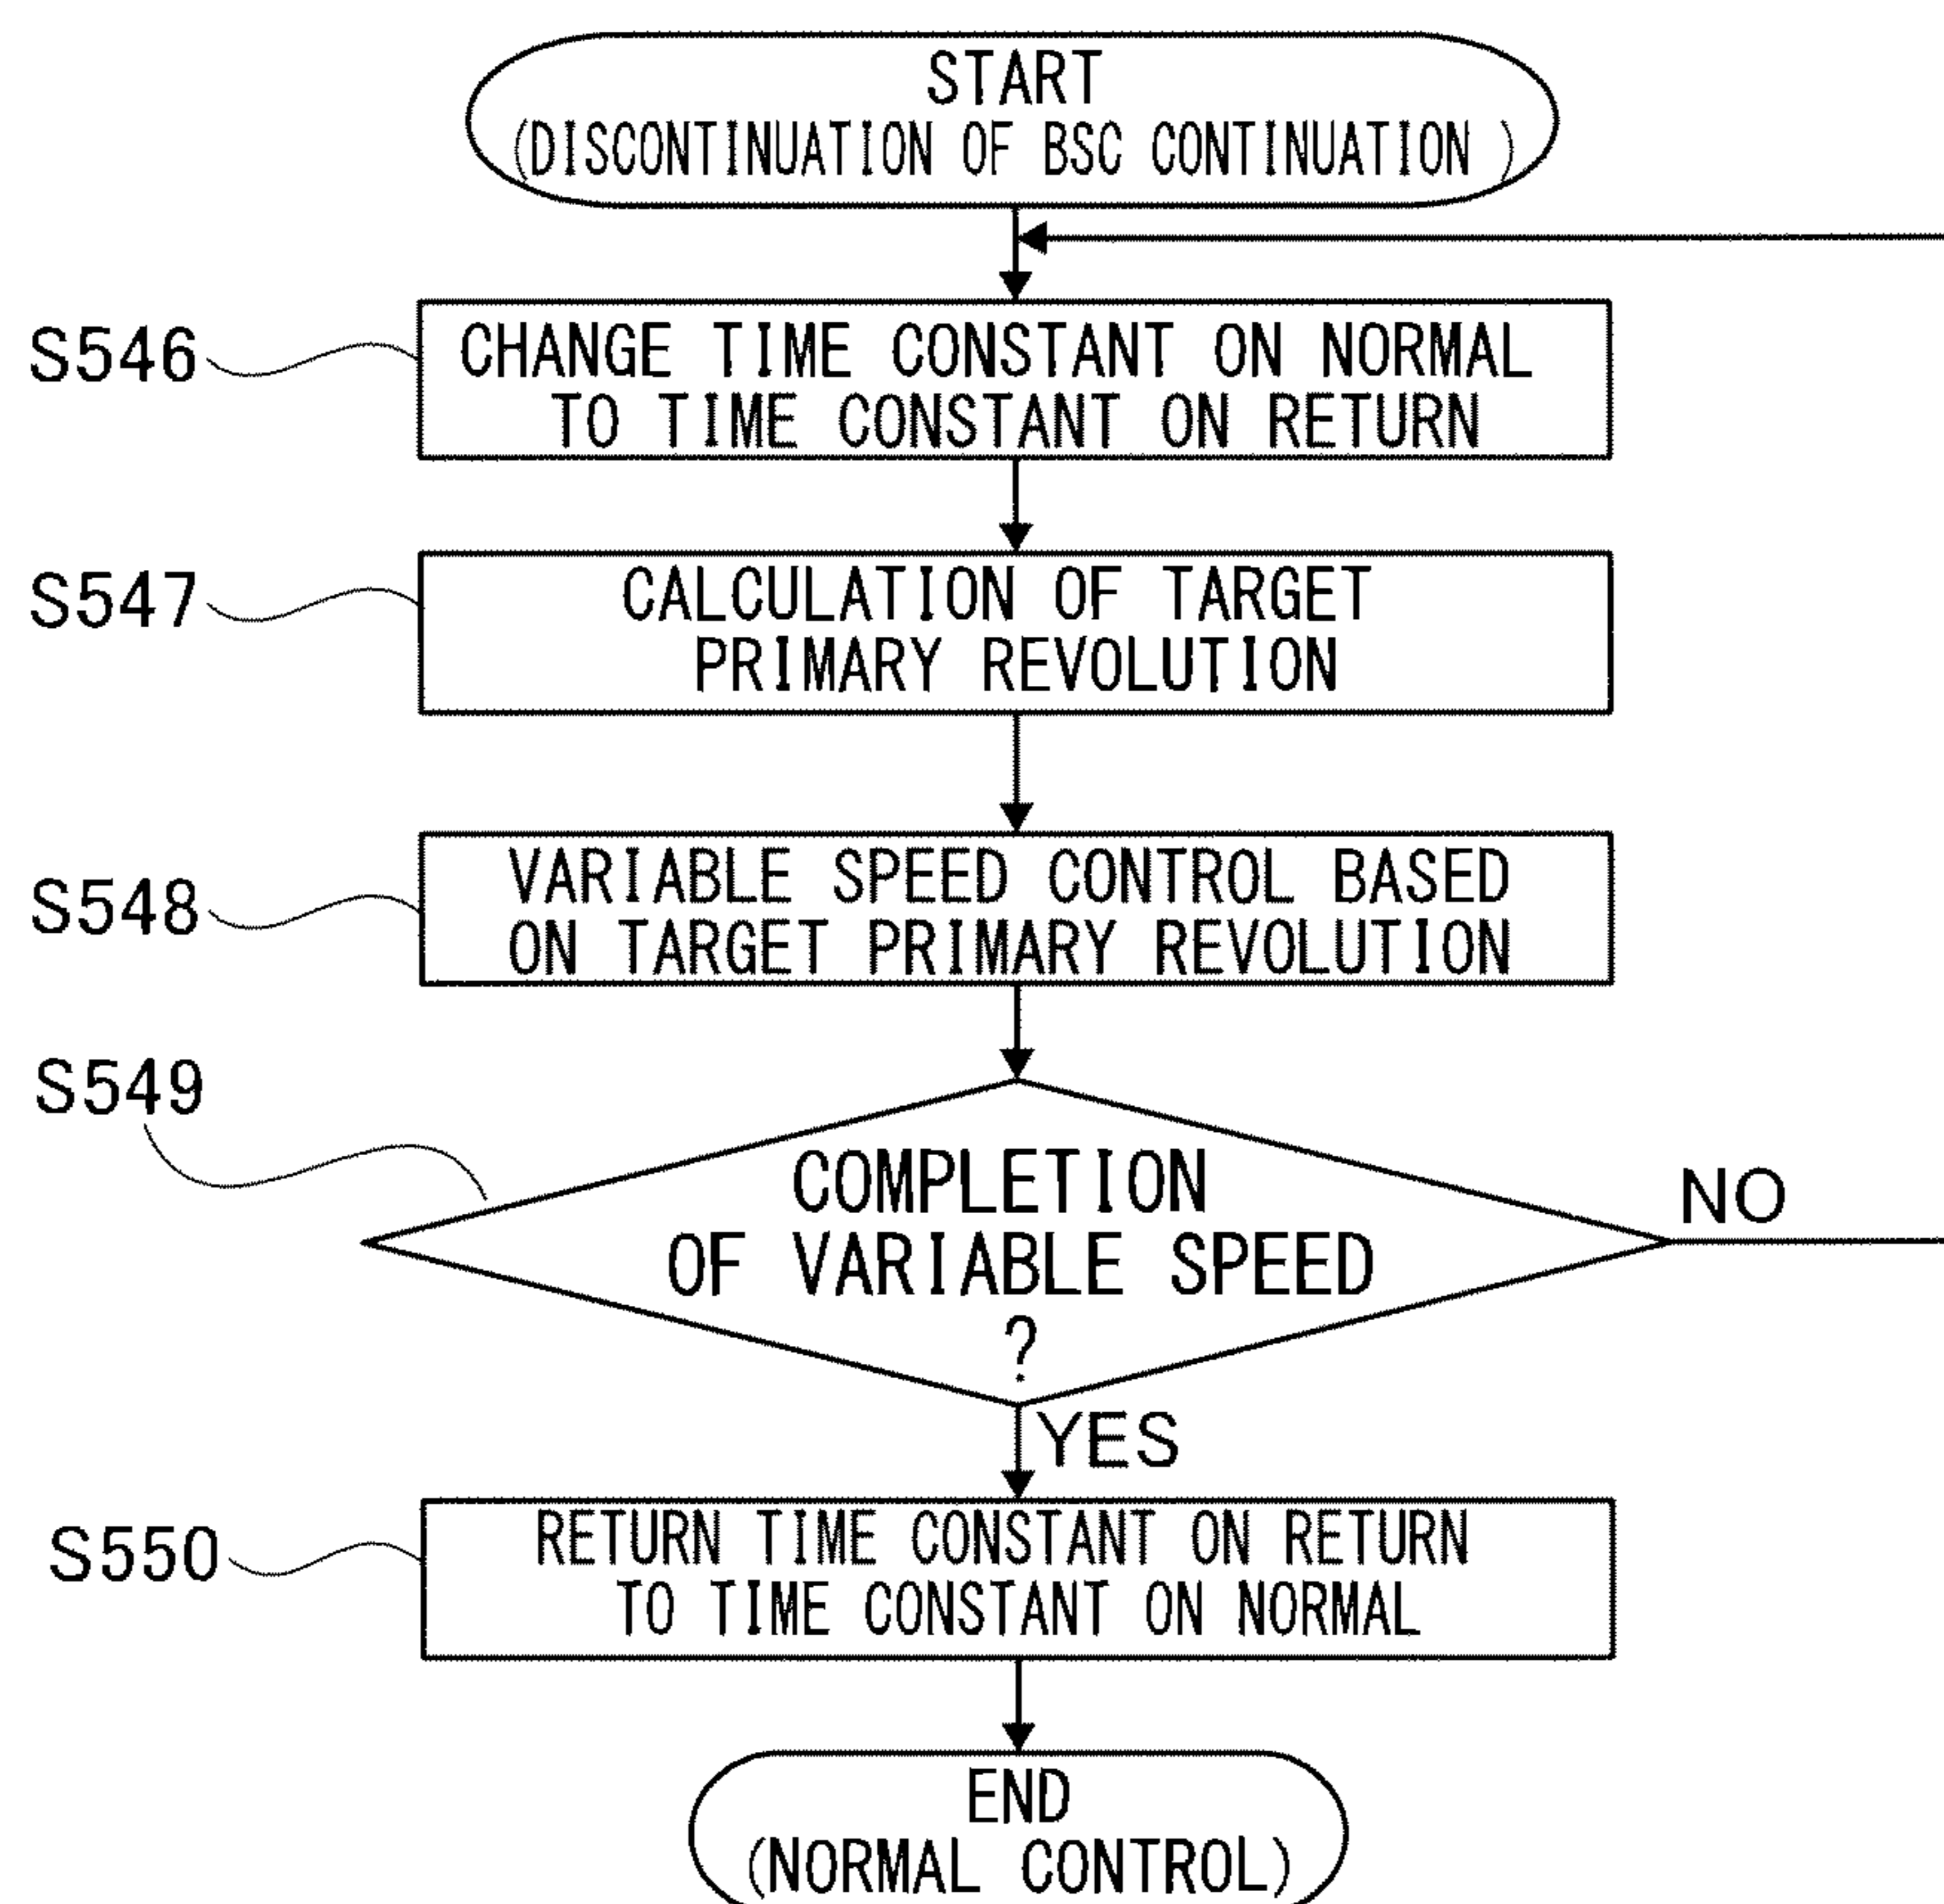 START
(DISCONTINUATION OF BSC CONTINUATION )
S546
CHANGE TIME CONSTANT ON NORMAL
TO TIME CONSTANT ON RETURN
S547
CALCULATION OF TARGET
PRIMARY REVOLUTION
S548
VARIABLE SPEED CONTROL BASED
ON TARGET PRIMARY REVOLUTION
S549
COMPLETION
OF VARIABLE SPEED
?
NO
YES
S550
RETURN TIME CONSTANT ON RETURN
TO TIME CONSTANT ON NORMAL
END
(NORMAL CONTROL)